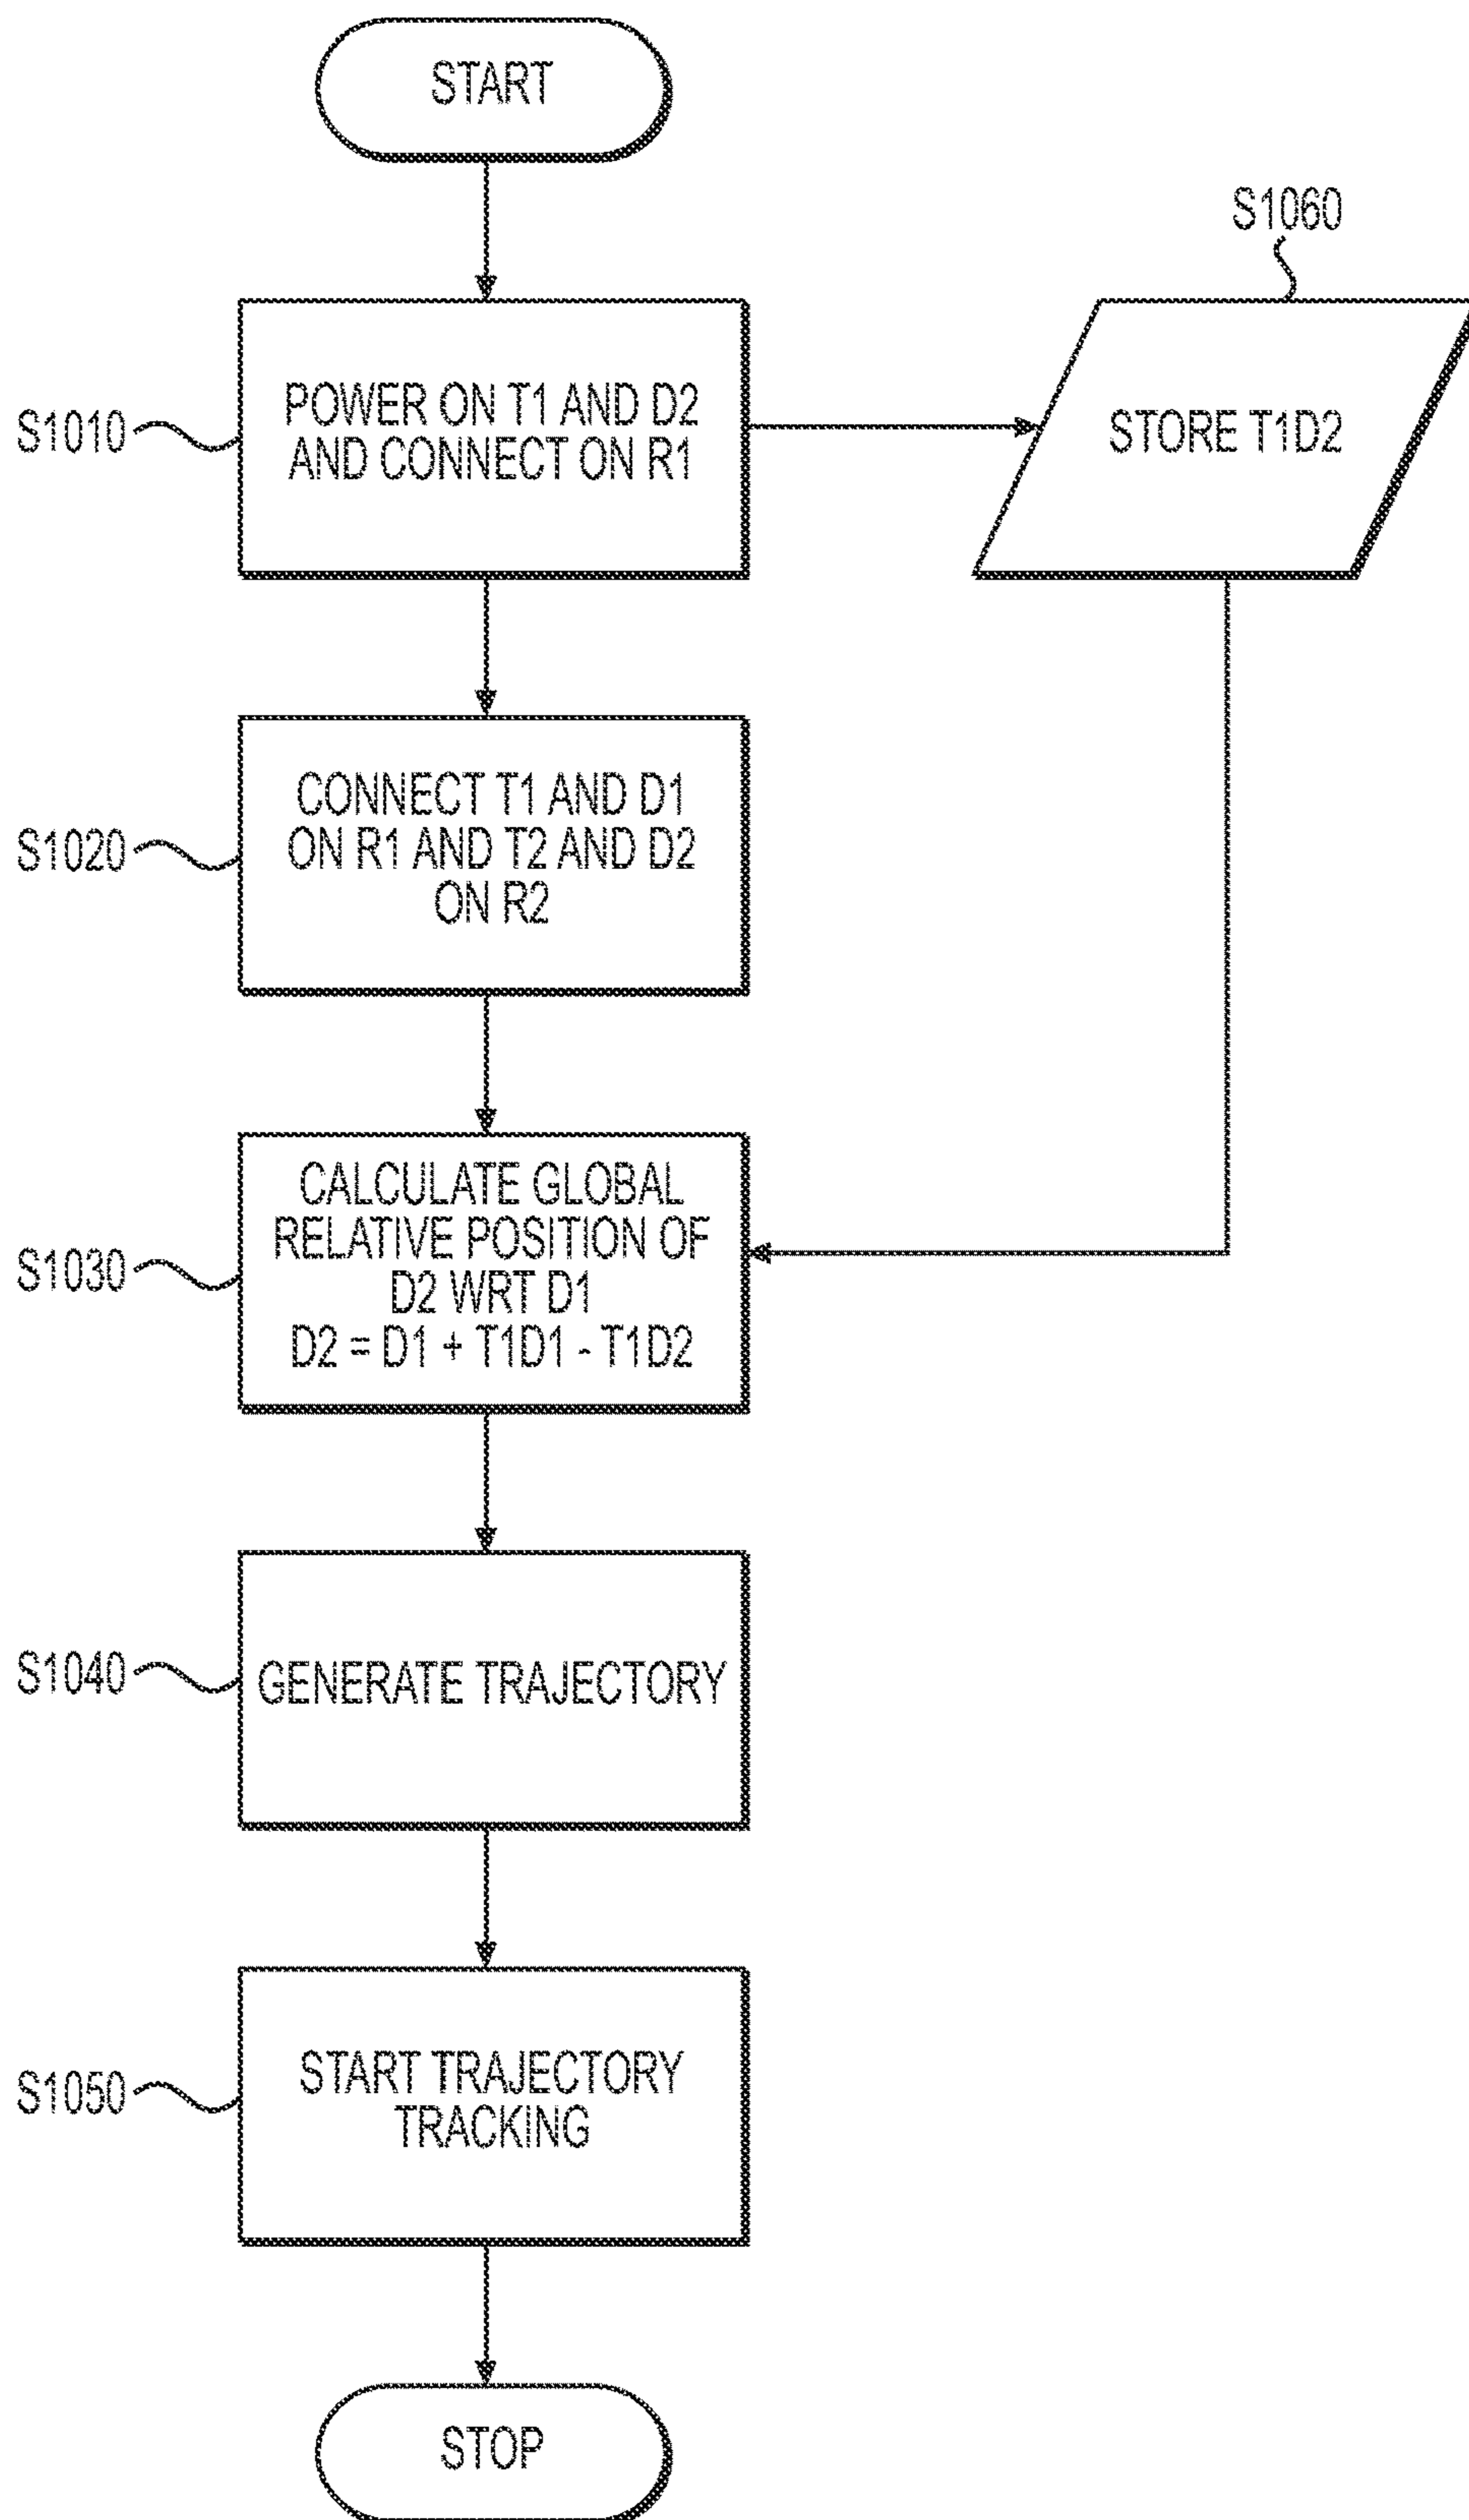 START
S1060
S1010
POWER ON T1 AND D2
AND CONNECT ON R1
STORE T1D2
S1020
CONNECT T1 AND D1
ON R1 AND T2 AND D2
ON R2
S1030
CALCULATE GLOBAL
RELATIVE POSITION OF
D2 WRT D1
D2 = D1 + T1D1 - T1D2
S1040
GENERATE TRAJECTORY
S1050
START TRAJECTORY
TRACKING
STOP